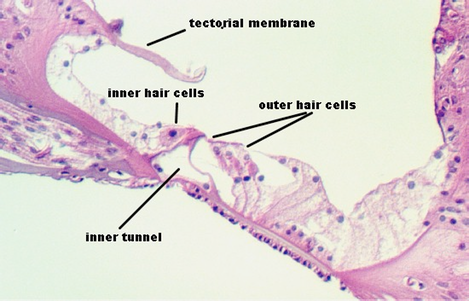 tectorial membrane
inner hair cells
outer hair cells
inner tunnel